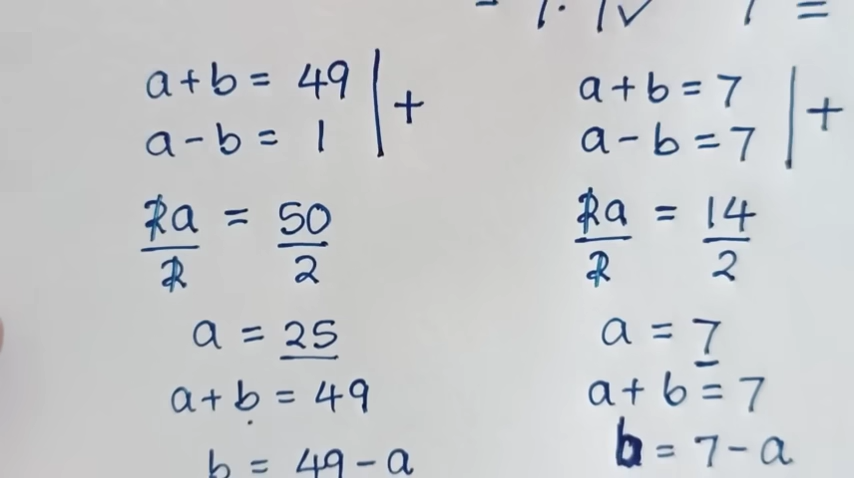 a + b = 49 | +
a - b = 1
2a/2 = 50/2
a = 25
a + b = 49
b = 49 - a
a + b = 7 | +
a - b = 7
2a/2 = 14/2
a = 7
a + b = 7
b = 7 - a